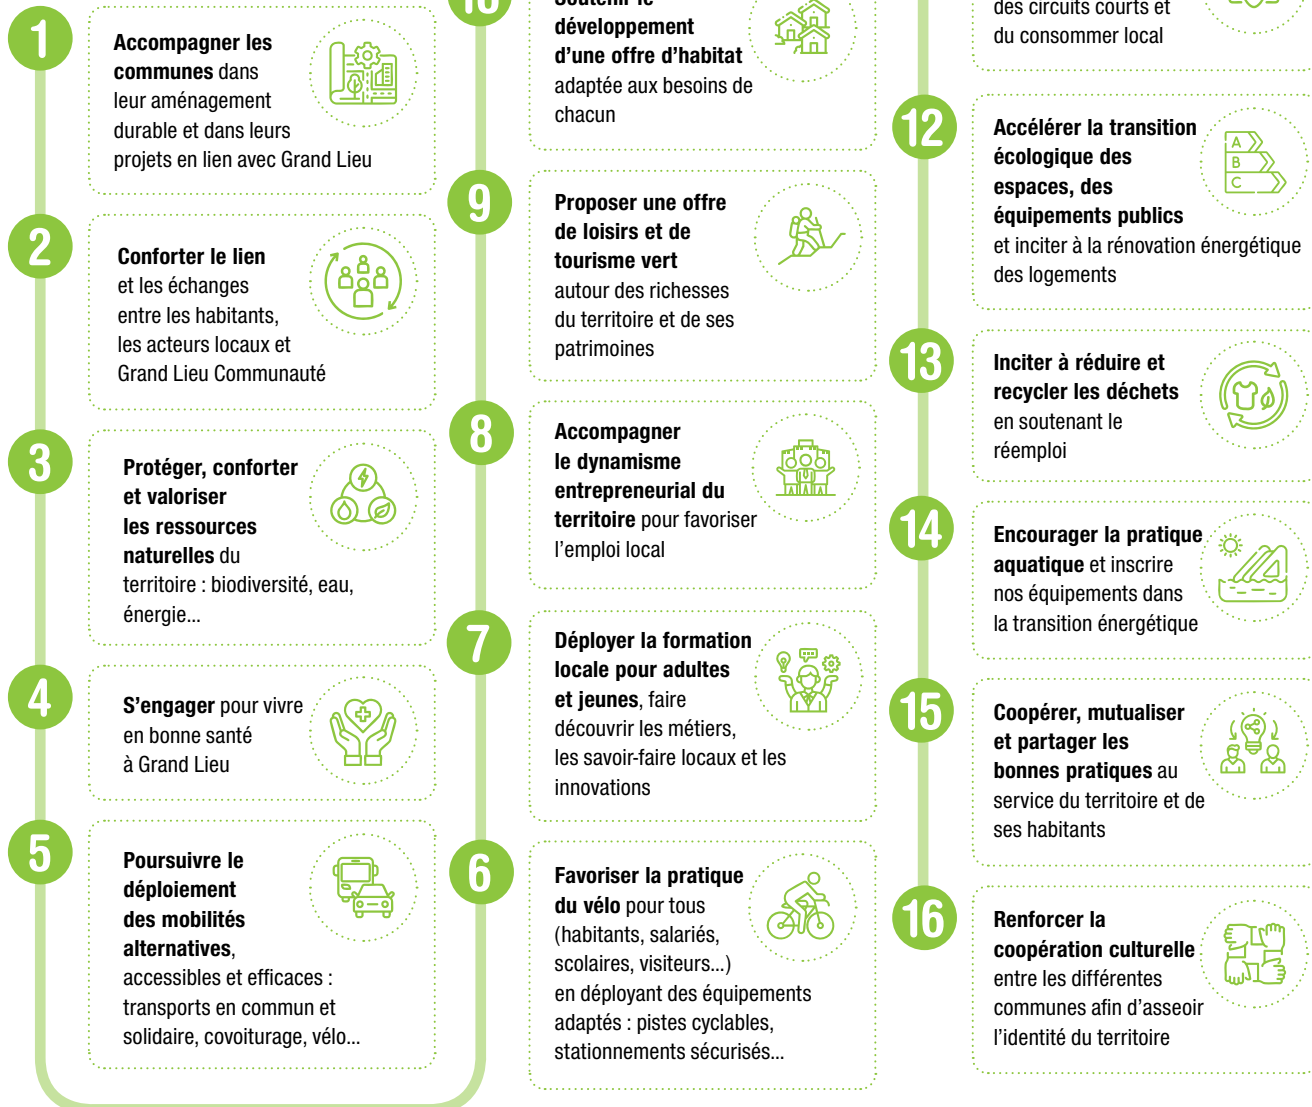 1
Accompagner les
communes dans
leur aménagement
durable et dans leurs
projets en lien avec Grand Lieu
2
Conforter le lien
et les échanges
entre les habitants,
les acteurs locaux et
Grand Lieu Communauté
3
Protéger, conforter
et valoriser
les ressources
naturelles du
territoire : biodiversité, eau,
énergie...
4
S'engager pour vivre
en bonne santé
à Grand Lieu
5
Poursuivre le
déploiement
des mobilités
alternatives,
accessibles et efficaces :
transports en commun et
solidaire, covoiturage, vélo...
6
Favoriser la pratique
du vélo pour tous
(habitants, salariés,
scolaires, visiteurs...)
en déployant des équipements
adaptés : pistes cyclables,
stationnements sécurisés...
7
Déployer la formation
locale pour adultes
et jeunes, faire
découvrir les métiers,
les savoir-faire locaux et les
innovations
8
Accompagner
le dynamisme
entrepreneurial du
territoire pour favoriser
l'emploi local
9
Proposer une offre
de loisirs et de
tourisme vert
autour des richesses
du territoire et de ses
patrimoines
10
Soutenir le
développement
d'une offre d'habitat
adaptée aux besoins de
chacun
des circuits courts et
du consommer local
12
Accélérer la transition
écologique des
espaces, des
équipements publics
et inciter à la rénovation énergétique
des logements
A
B
C
13
Inciter à réduire et
recycler les déchets
en soutenant le
réemploi
14
Encourager la pratique
aquatique et inscrire
nos équipements dans
la transition énergétique
15
Coopérer, mutualiser
et partager les
bonnes pratiques au
service du territoire et de
ses habitants
16
Renforcer la
coopération culturelle
entre les différentes
communes afin d'asseoir
l'identité du territoire